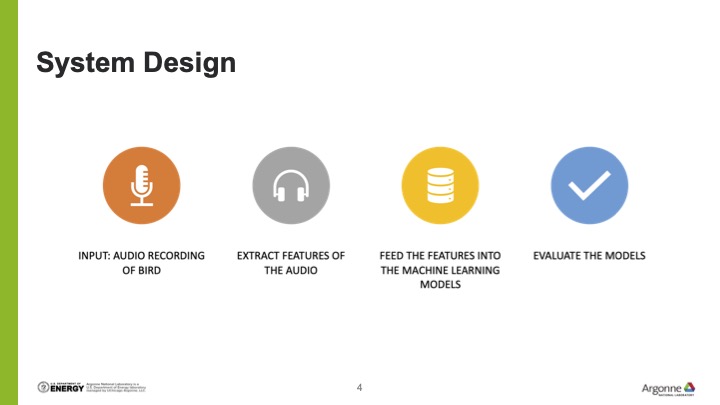 System Design
INPUT: AUDIO RECORDING
OF BIRD
EXTRACT FEATURES OF
THE AUDIO
FEED THE FEATURES INTO
THE MACHINE LEARNING
MODELS
EVALUATE THE MODELS
U.S. DEPARTMENT OF
ENERGY
Argonne National Laboratory is a
U.S. Department of Energy laboratory
managed by UChicago Argonne, LLC.
4
Argonne
NATIONAL LABORATORY